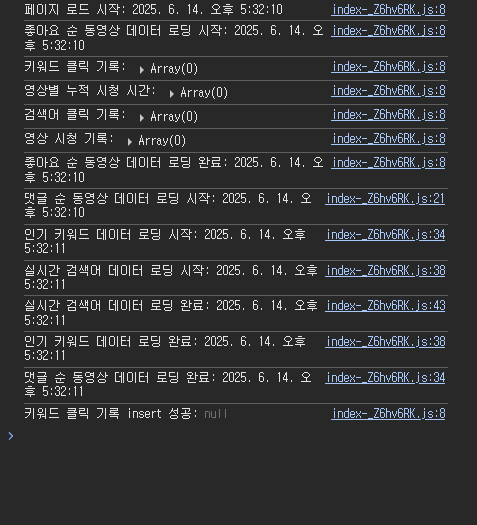 페이지 로드 시작: 2025. 6. 14. 오후 5:32:10 index-_Z6hv6RK.js:8
좋아요 순 동영상 데이터 로딩 시작: 2025. 6. 14. 오 index-_Z6hv6RK.js:8
후 5:32:10
키워드 클릭 기록: ▶ Array(0) index-_Z6hv6RK.js:8
영상별 누적 시청 시간: ▶ Array(0) index-_Z6hv6RK.js:8
검색어 클릭 기록: ▶ Array(0) index-_Z6hv6RK.js:8
영상 시청 기록: ▶ Array(0) index-_Z6hv6RK.js:8
좋아요 순 동영상 데이터 로딩 완료: 2025. 6. 14. 오 index-_Z6hv6RK.js:8
후 5:32:10
댓글 순 동영상 데이터 로딩 시작: 2025. 6. 14. 오 index-_Z6hv6RK.js:21
후 5:32:10
인기 키워드 데이터 로딩 시작: 2025. 6. 14. 오후 index-_Z6hv6RK.js:34
5:32:11
실시간 검색어 데이터 로딩 시작: 2025. 6. 14. 오후 index-_Z6hv6RK.js:38
5:32:11
실시간 검색어 데이터 로딩 완료: 2025. 6. 14. 오후 index-_Z6hv6RK.js:43
5:32:11
인기 키워드 데이터 로딩 완료: 2025. 6. 14. 오후 index-_Z6hv6RK.js:38
5:32:11
댓글 순 동영상 데이터 로딩 완료: 2025. 6. 14. 오 index-_Z6hv6RK.js:34
후 5:32:11
키워드 클릭 기록 insert 성공: null index-_Z6hv6RK.js:8